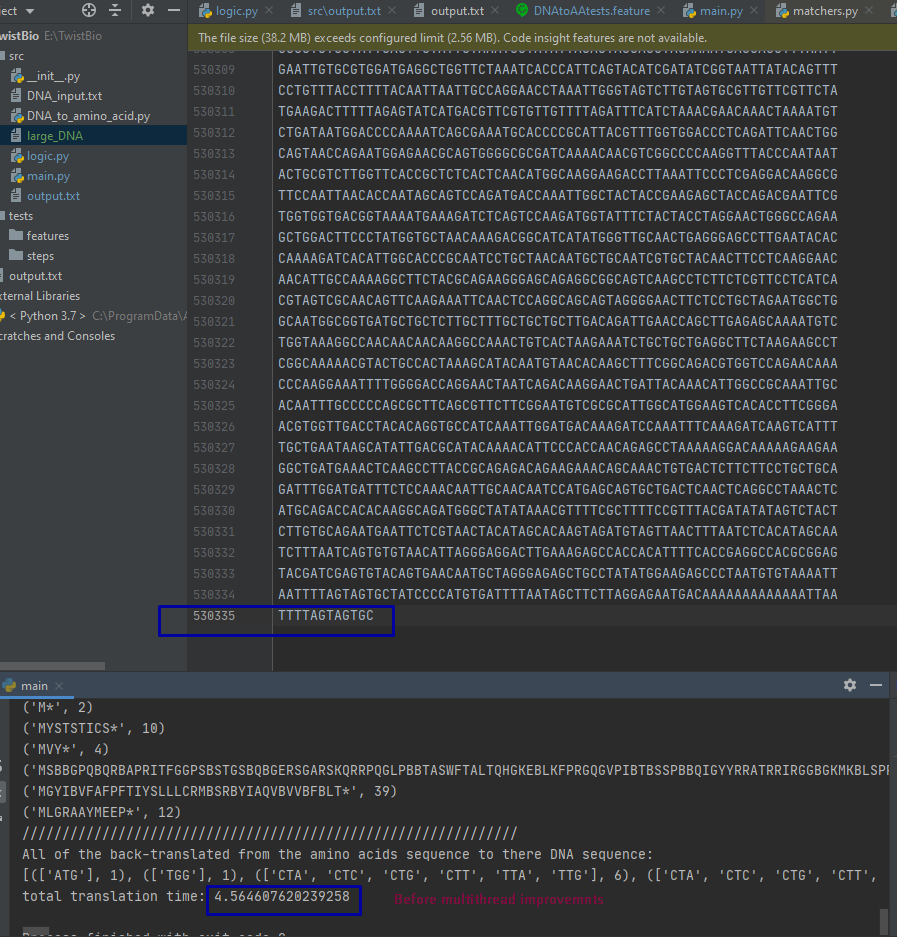 ect
logic.py
src\output.txt
output.txt
DNAtoAAtests.feature
main.py
matchers.py
The file size (38.2 MB) exceeds configured limit (2.56 MB). Code insight features are not available.
wistBio E:\TwistBio
src
__init__.py
DNA_input.txt
DNA_to_amino_acid.py
large_DNA
logic.py
main.py
output.txt
tests
features
steps
output.txt
xternal Libraries
< Python 3.7 > C:\ProgramData\A
cratches and Consoles
530309 GAATTGTGCGTGGATGAGGCTGGTTCTAAATCACCCATTCAGTACATCGATATCGGTAATTATACAGTTT
530310 CCTGTTTACCTTTTACAATTAATTGCCAGGAACCTAAATTGGGTAGTCTTGTAGTGCGTTGTTCGTTCTA
530311 TGAAGACTTTTTAGAGTATCATGACGTTCGTGTTGTTTTAGATTTCATCTAAACGAACAAACTAAAATGT
530312 CTGATAATGGACCCCAAAATCAGCGAAATGCACCCCGCATTACGTTTGGTGGACCCTCAGATTCAACTGG
530313 CAGTAACCAGAATGGAGAACGCAGTGGGGCGCGATCAAAACAACGTCGGCCCCAAGGTTTACCCAATAAT
530314 ACTGCGTCTTGGTTCACCGCTCTCACTCAACATGGCAAGGAAGACCTTAAATTCCCTCGAGGACAAGGCG
530315 TTCCAATTAACACCAATAGCAGTCCAGATGACCAAATTGGCTACTACCGAAGAGCTACCAGACGAATTCG
530316 TGGTGGTGACGGTAAAATGAAAGATCTCAGTCCAAGATGGTATTTCTACTACCTAGGAACTGGGCCAGAA
530317 GCTGGACTTCCCTATGGTGCTAACAAAGACGGCATCATATGGGTTGCAACTGAGGGAGCCTTGAATACAC
530318 CAAAAGATCACATTGGCACCCGCAATCCTGCTAACAATGCTGCAATCGTGCTACAACTTCCTCAAGGAAC
530319 AACATTGCCAAAAGGCTTCTACGCAGAAGGGAGCAGAGGCGGCAGTCAAGCCTCTTCTCGTTCCTCATCA
530320 CGTAGTCGCAACAGTTCAAGAAATTCAACTCCAGGCAGCAGTAGGGGAACTTCTCCTGCTAGAATGGCTG
530321 GCAATGGCGGTGATGCTGCTCTTGCTTTGCTGCTGCTTGACAGATTGAACCAGCTTGAGAGCAAAATGTC
530322 TGGTAAAGGCCAACAACAACAAGGCCAAACTGTCACTAAGAAATCTGCTGCTGAGGCTTCTAAGAAGCCT
530323 CGGCAAAAACGTACTGCCACTAAAGCATACAATGTAACACAAGCTTTCGGCAGACGTGGTCCAGAACAAA
530324 CCCAAGGAAATTTTGGGGACCAGGAACTAATCAGACAAGGAACTGATTACAAACATTGGCCGCAAATTGC
530325 ACAATTTGCCCCCAGCGCTTCAGCGTTCTTCGGAATGTCGCGCATTGGCATGGAAGTCACACCTTCGGGA
530326 ACGTGGTTGACCTACACAGGTGCCATCAAATTGGATGACAAAGATCCAAATTTCAAAGATCAAGTCATTT
530327 TGCTGAATAAGCATATTGACGCATACAAAACATTCCCACCAACAGAGCCTAAAAAGGACAAAAAGAAGAA
530328 GGCTGATGAAACTCAAGCCTTACCGCAGAGACAGAAGAAACAGCAAACTGTGACTCTTCTTCCTGCTGCA
530329 GATTTGGATGATTTCTCCAAACAATTGCAACAATCCATGAGCAGTGCTGACTCAACTCAGGCCTAAACTC
530330 ATGCAGACCACACAAGGCAGATGGGCTATATAAACGTTTTCGCTTTTCCGTTTACGATATATAGTCTACT
530331 CTTGTGCAGAATGAATTCTCGTAACTACATAGCACAAGTAGATGTAGTTAACTTTAATCTCACATAGCAA
530332 TCTTTAATCAGTGTGTAACATTAGGGAGGACTTGAAAGAGCCACCACATTTTCACCGAGGCCACGCGGAG
530333 TACGATCGAGTGTACAGTGAACAATGCTAGGGAGAGCTGCCTATATGGAAGAGCCCTAATGTGTAAAATT
530334 AATTTTAGTAGTGCTATCCCCATGTGATTTTAATAGCTTCTTAGGAGAATGACAAAAAAAAAAAAATTAA
530335 TTTTAGTAGTGC
main
('M*', 2)
('MYSTSTICS*', 10)
('MVY*', 4)
('MSBBGPQBQRBAPRITFGGPSBSTGSBQBGERSGARSKQRRPQGLPBBTASWFTALTQHGKEBLKFPRGQGVPIBTBSSPBBQIGYYRRATRRIRGGBGKMKBLSPR
('MGYIBVFAFPFTIYSLLLCRMBSRBYIAQVBVVBFBLT*', 39)
('MLGRAAYMEEP*', 12)
//////////////////////////////////////////////////////////////
All of the back-translated from the amino acids sequence to there DNA sequence:
[(['ATG'], 1), (['TGG'], 1), (['CTA', 'CTC', 'CTG', 'CTT', 'TTA', 'TTG'], 6), (['CTA', 'CTC', 'CTG', 'CTT',
total translation time: 4.564607620239258
Before multithread improvemnts